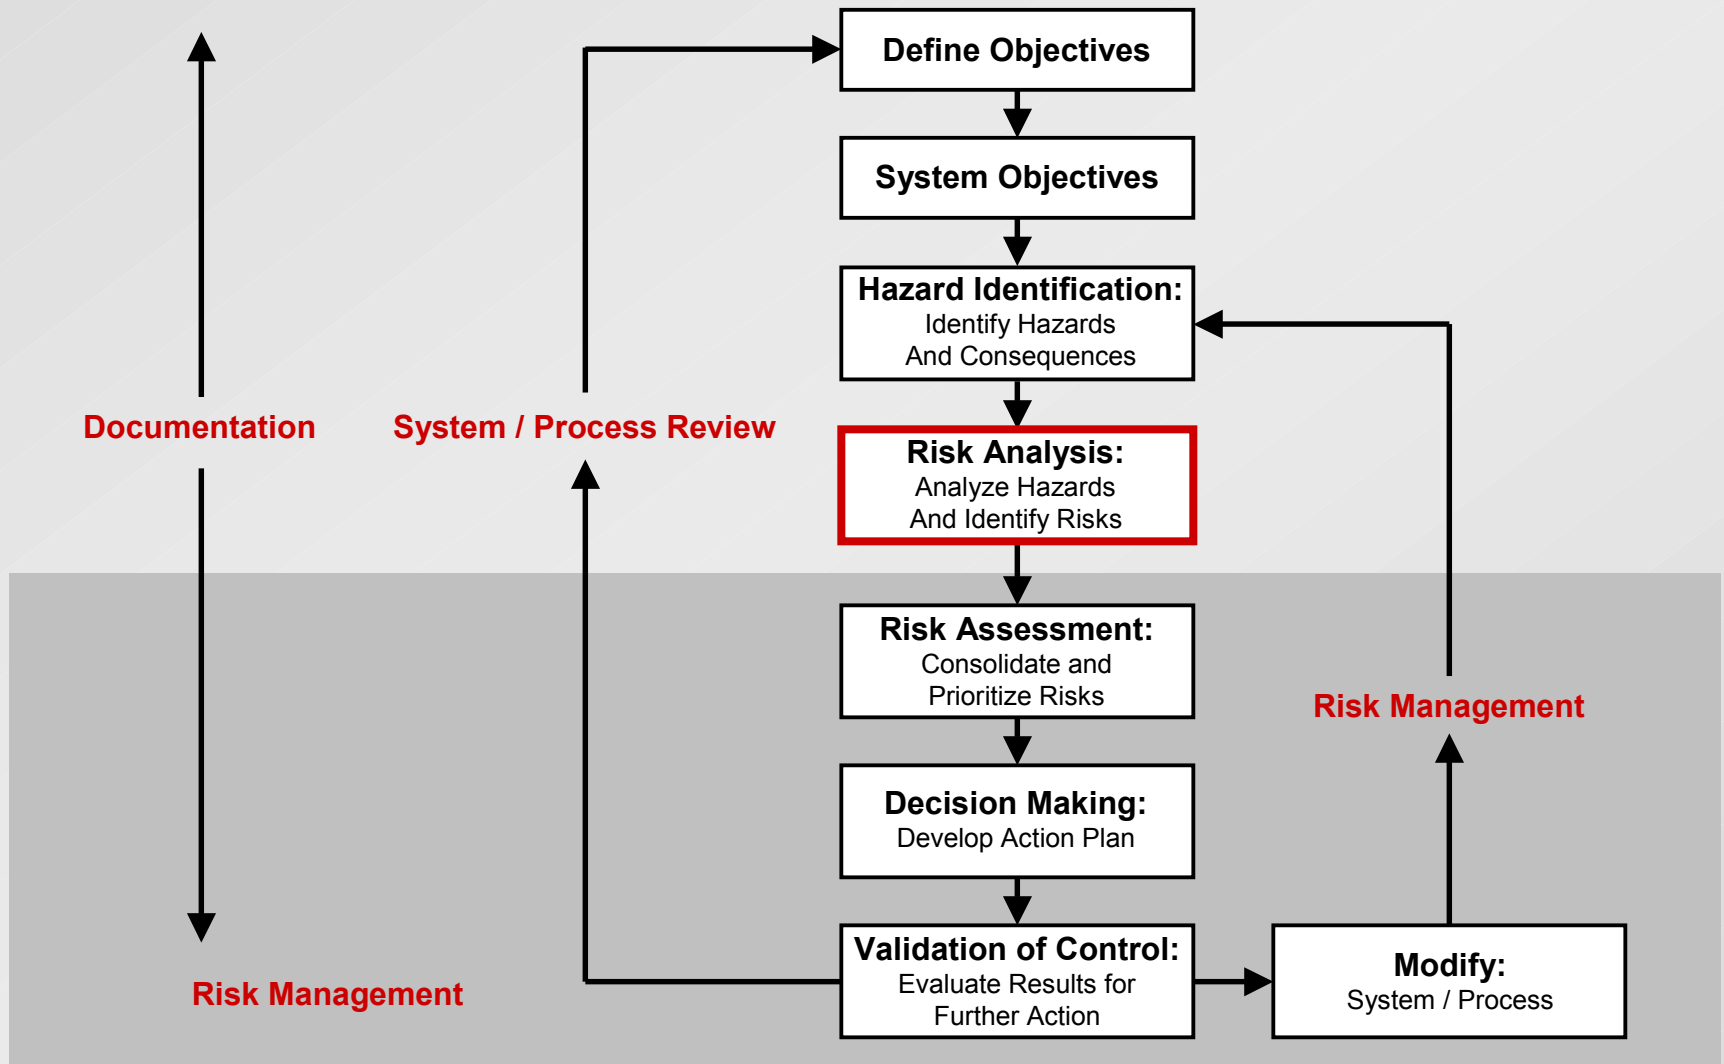 Define Objectives
System Objectives
Hazard Identification:
Identify Hazards
And Consequences
Documentation
System / Process Review
Risk Analysis:
Analyze Hazards
And Identify Risks
Risk Assessment:
Consolidate and
Prioritize Risks
Risk Management
Decision Making:
Develop Action Plan
Validation of Control:
Evaluate Results for
Further Action
Modify:
System / Process
Risk Management